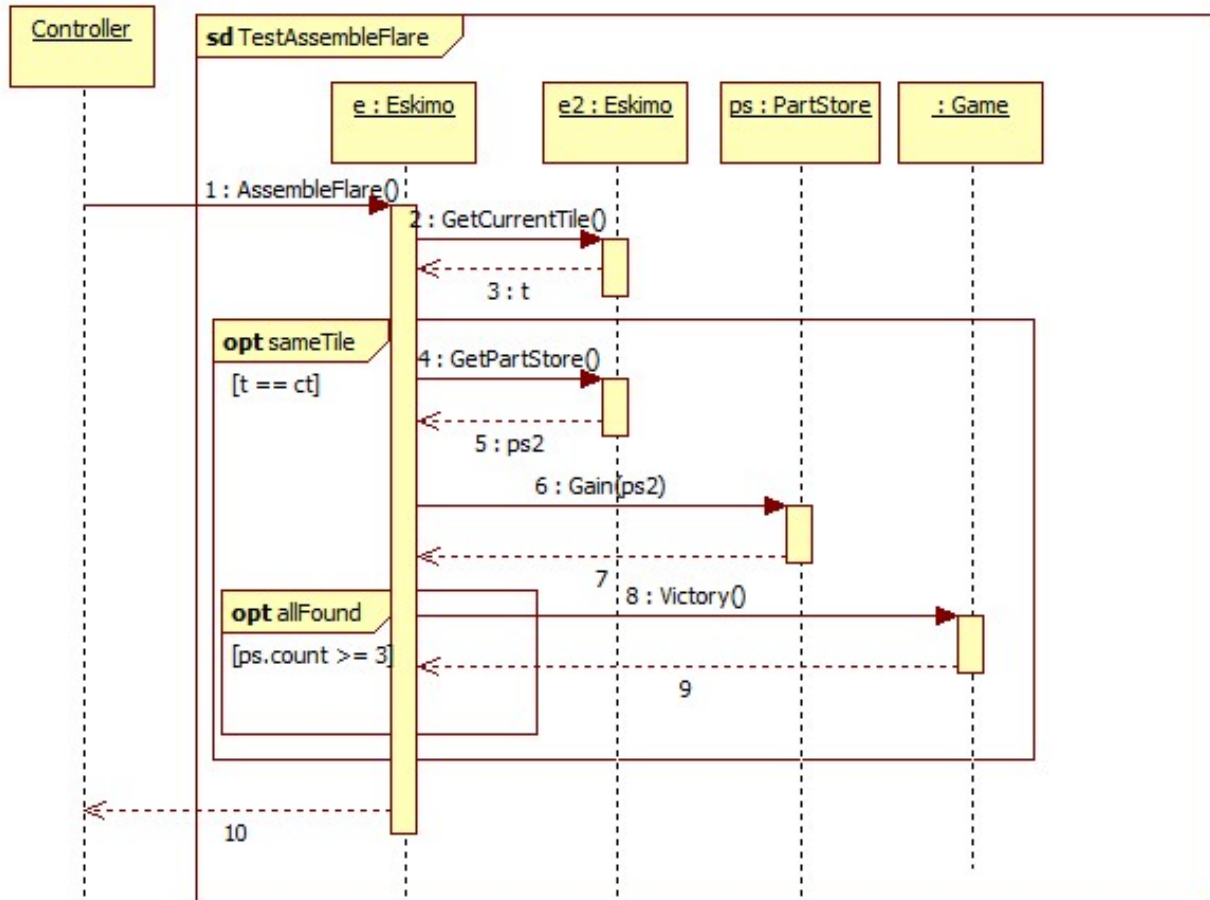 Controller
sd TestAssembleFlare
e : Eskimo
e2 : Eskimo
ps : PartStore
: Game
1 : AssembleFlare()
2 : GetCurrentTile()
3 : t
opt sameTile
[t == ct]
4 : GetPartStore()
5 : ps2
6 : Gain(ps2)
7
8 : Victory()
opt allFound
[ps.count >= 3]
9
10